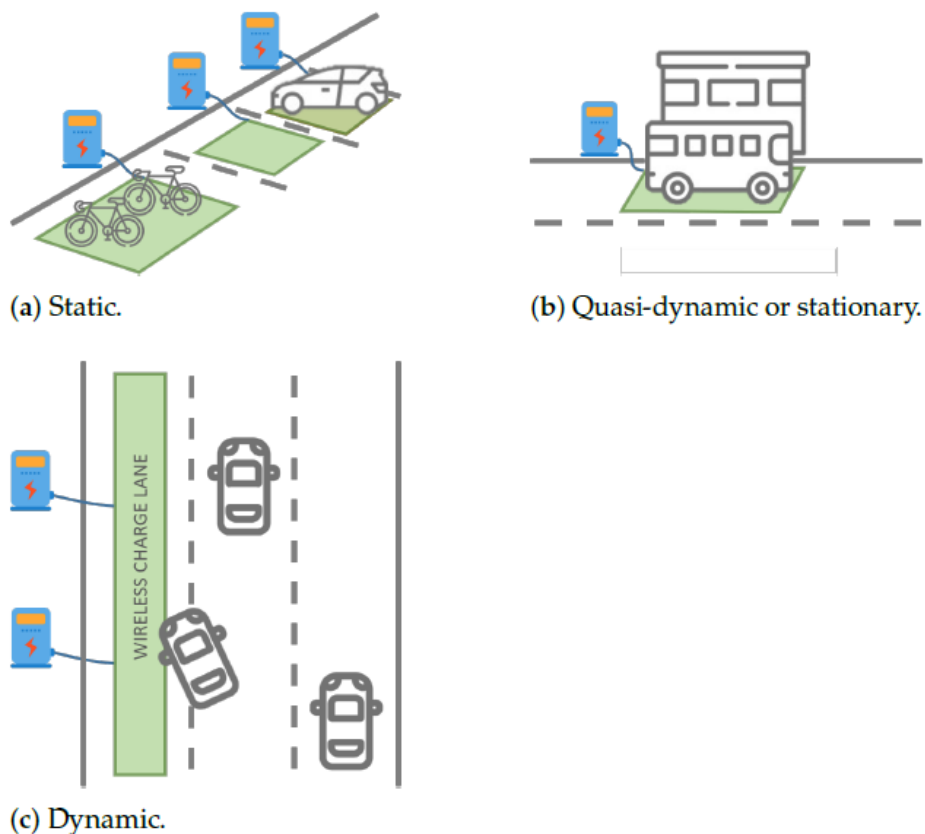 (a) Static.
(b) Quasi-dynamic or stationary.
WIRELESS CHARGE LANE
(c) Dynamic.